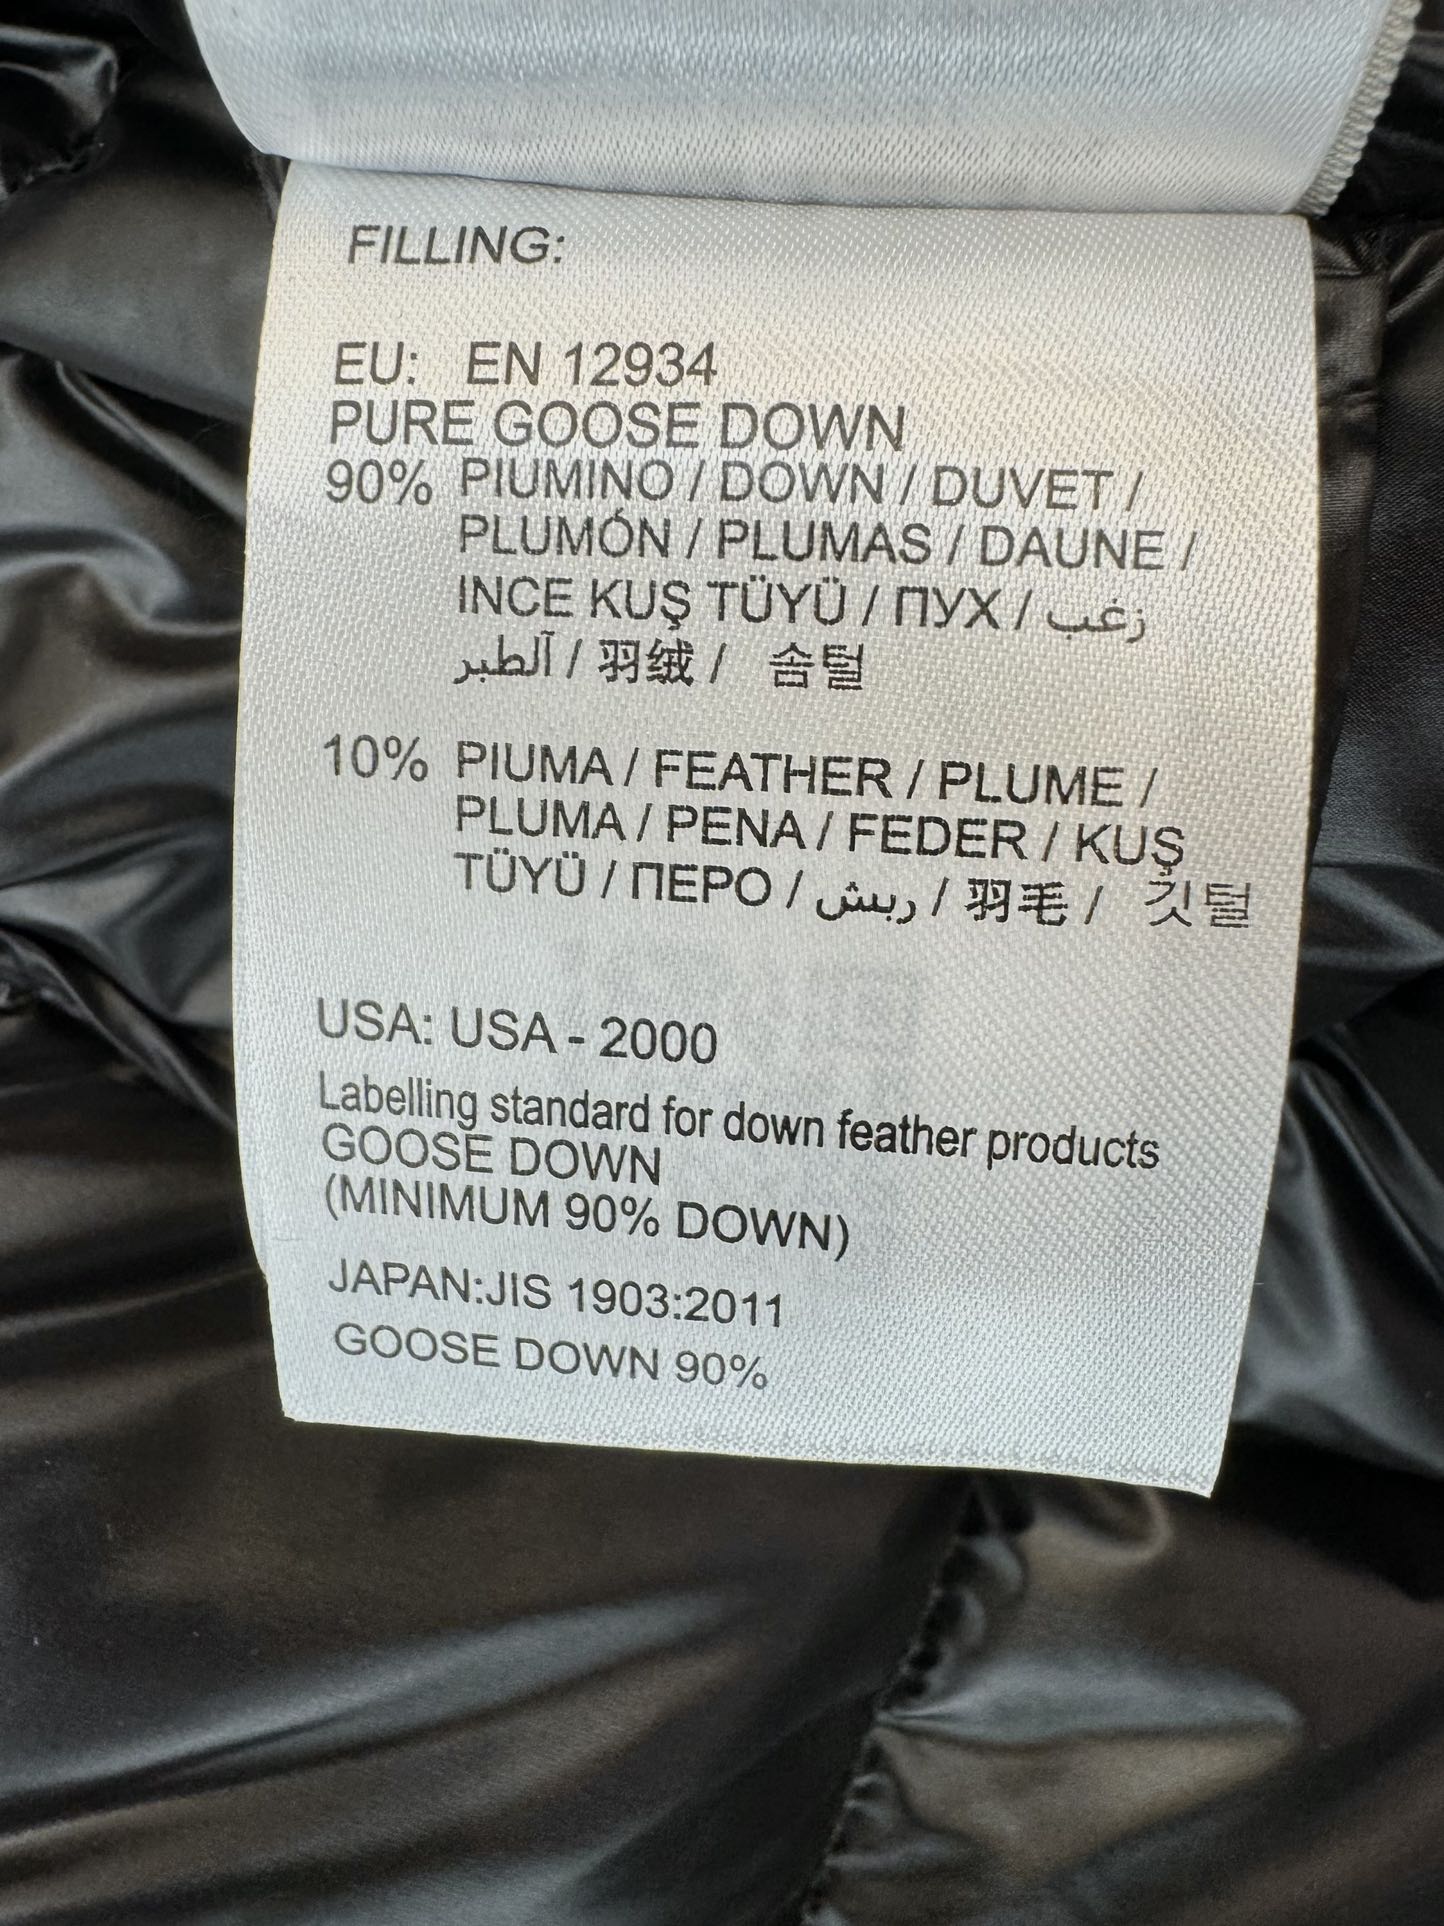 FILLING:
EU: EN 12934
PURE GOOSE DOWN
90% PIUMINO / DOWN / DUVET /
PLUMÓN / PLUMAS / DAUNE /
INCE KUŞ TÜYÜ / ПУХ / زغب
آلطبر / 羽绒 / 솜털
10% PIUMA / FEATHER / PLUME /
PLUMA / PENA / FEDER / KUŞ
TÜYÜ / ПЕРО / ربش / 羽毛 / 깃털
USA: USA - 2000
Labelling standard for down feather products
GOOSE DOWN
(MINIMUM 90% DOWN)
JAPAN:JIS 1903:2011
GOOSE DOWN 90%